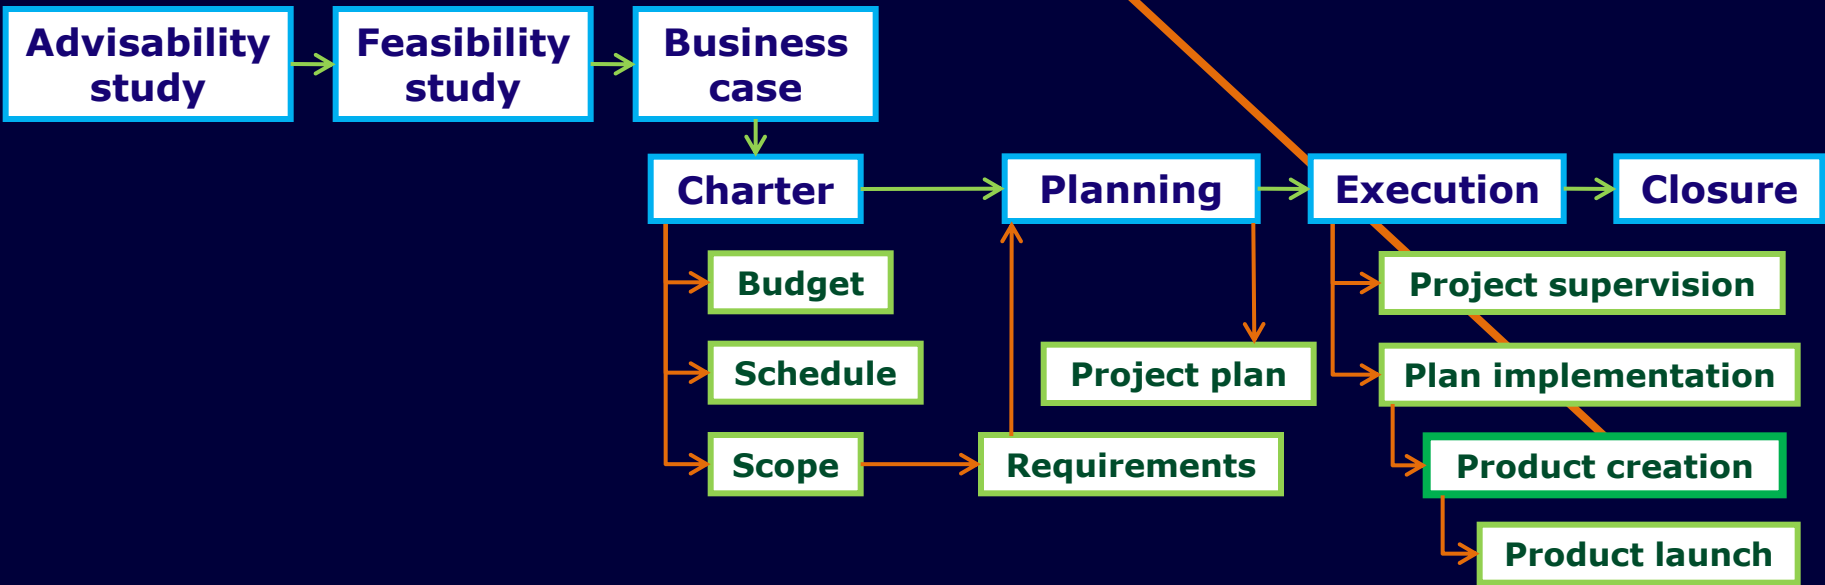 Advisability
study
Feasibility
study
Business
case
Charter
Planning
Execution
Closure
Budget
Project supervision
Schedule
Project plan
Plan implementation
Scope
Requirements
Product creation
Product launch